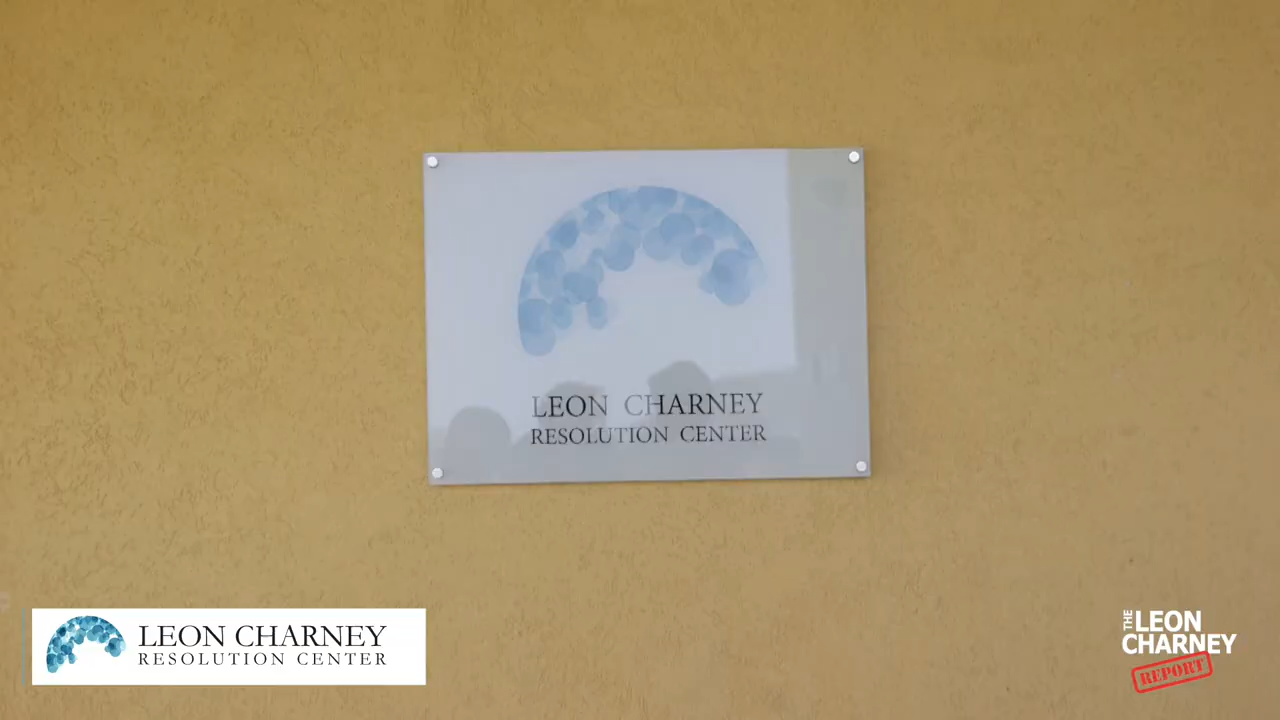 LEON CHARNEY
RESOLUTION CENTER
LEON CHARNEY
RESOLUTION CENTER
THE LEON
CHARNEY
REPORT